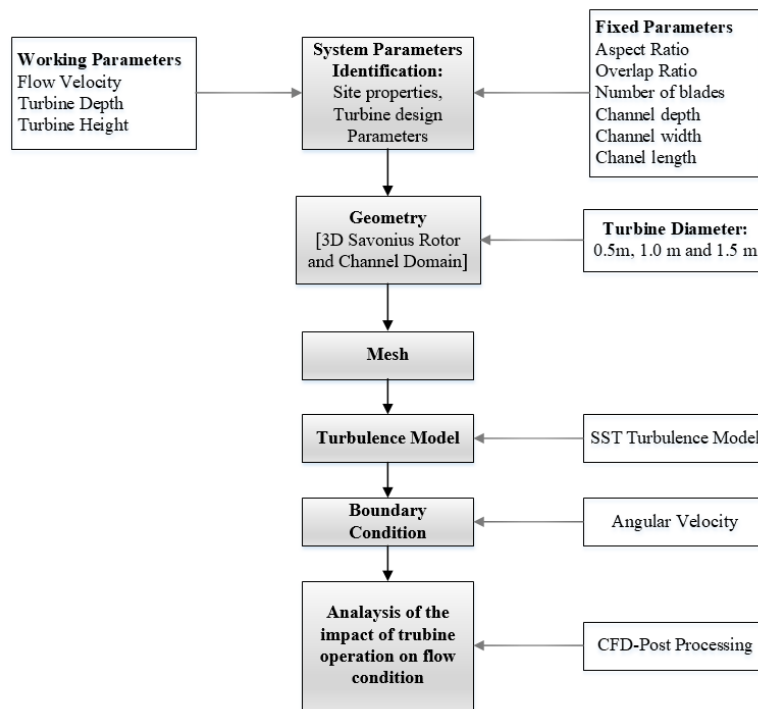 Working Parameters
Flow Velocity
Turbine Depth
Turbine Height
System Parameters
Identification:
Site properties,
Turbine design
Parameters
Fixed Parameters
Aspect Ratio
Overlap Ratio
Number of blades
Channel depth
Channel width
Chanel length
Geometry
[3D Savonius Rotor
and Channel Domain]
Turbine Diameter:
0.5m, 1.0 m and 1.5 m
Mesh
Turbulence Model
SST Turbulence Model
Boundary
Condition
Angular Velocity
Analaysis of the
impact of trubine
operation on flow
condition
CFD-Post Processing